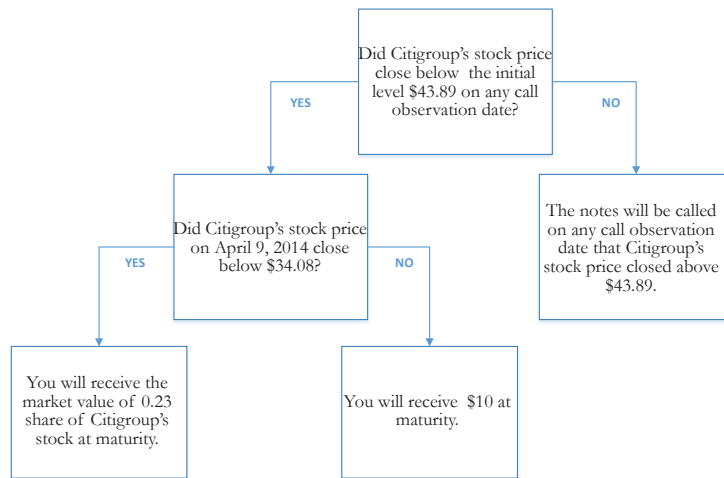 Did Citigroup's stock price
close below  the initial
level $43.89 on any call
observation date?
YES
NO
Did Citigroup's stock price
on April 9, 2014 close
below $34.08?
The notes will be called
on any call observation
date that Citigroup's
stock price closed above
$43.89.
YES
NO
You will receive the
market value of 0.23
share of Citigroup's
stock at maturity.
You will receive  $10 at
maturity.